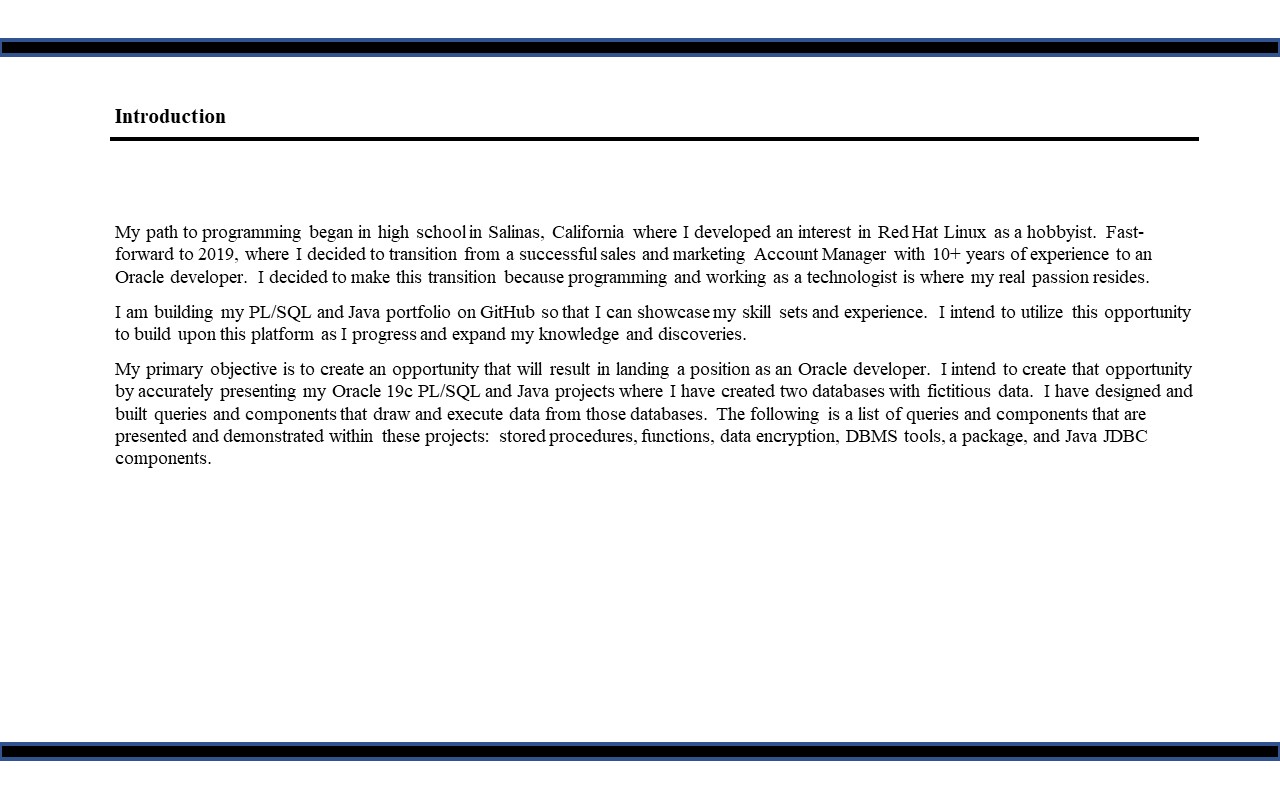 Introduction
My path to programming began in high school in Salinas, California where I developed an interest in Red Hat Linux as a hobbyist. Fast-
forward to 2019, where I decided to transition from a successful sales and marketing Account Manager with 10+ years of experience to an
Oracle developer. I decided to make this transition because programming and working as a technologist is where my real passion resides.
I am building my PL/SQL and Java portfolio on GitHub so that I can showcase my skill sets and experience. I intend to utilize this opportunity
to build upon this platform as I progress and expand my knowledge and discoveries.
My primary objective is to create an opportunity that will result in landing a position as an Oracle developer. I intend to create that opportunity
by accurately presenting my Oracle 19c PL/SQL and Java projects where I have created two databases with fictitious data. I have designed and
built queries and components that draw and execute data from those databases. The following is a list of queries and components that are
presented and demonstrated within these projects: stored procedures, functions, data encryption, DBMS tools, a package, and Java JDBC
components.